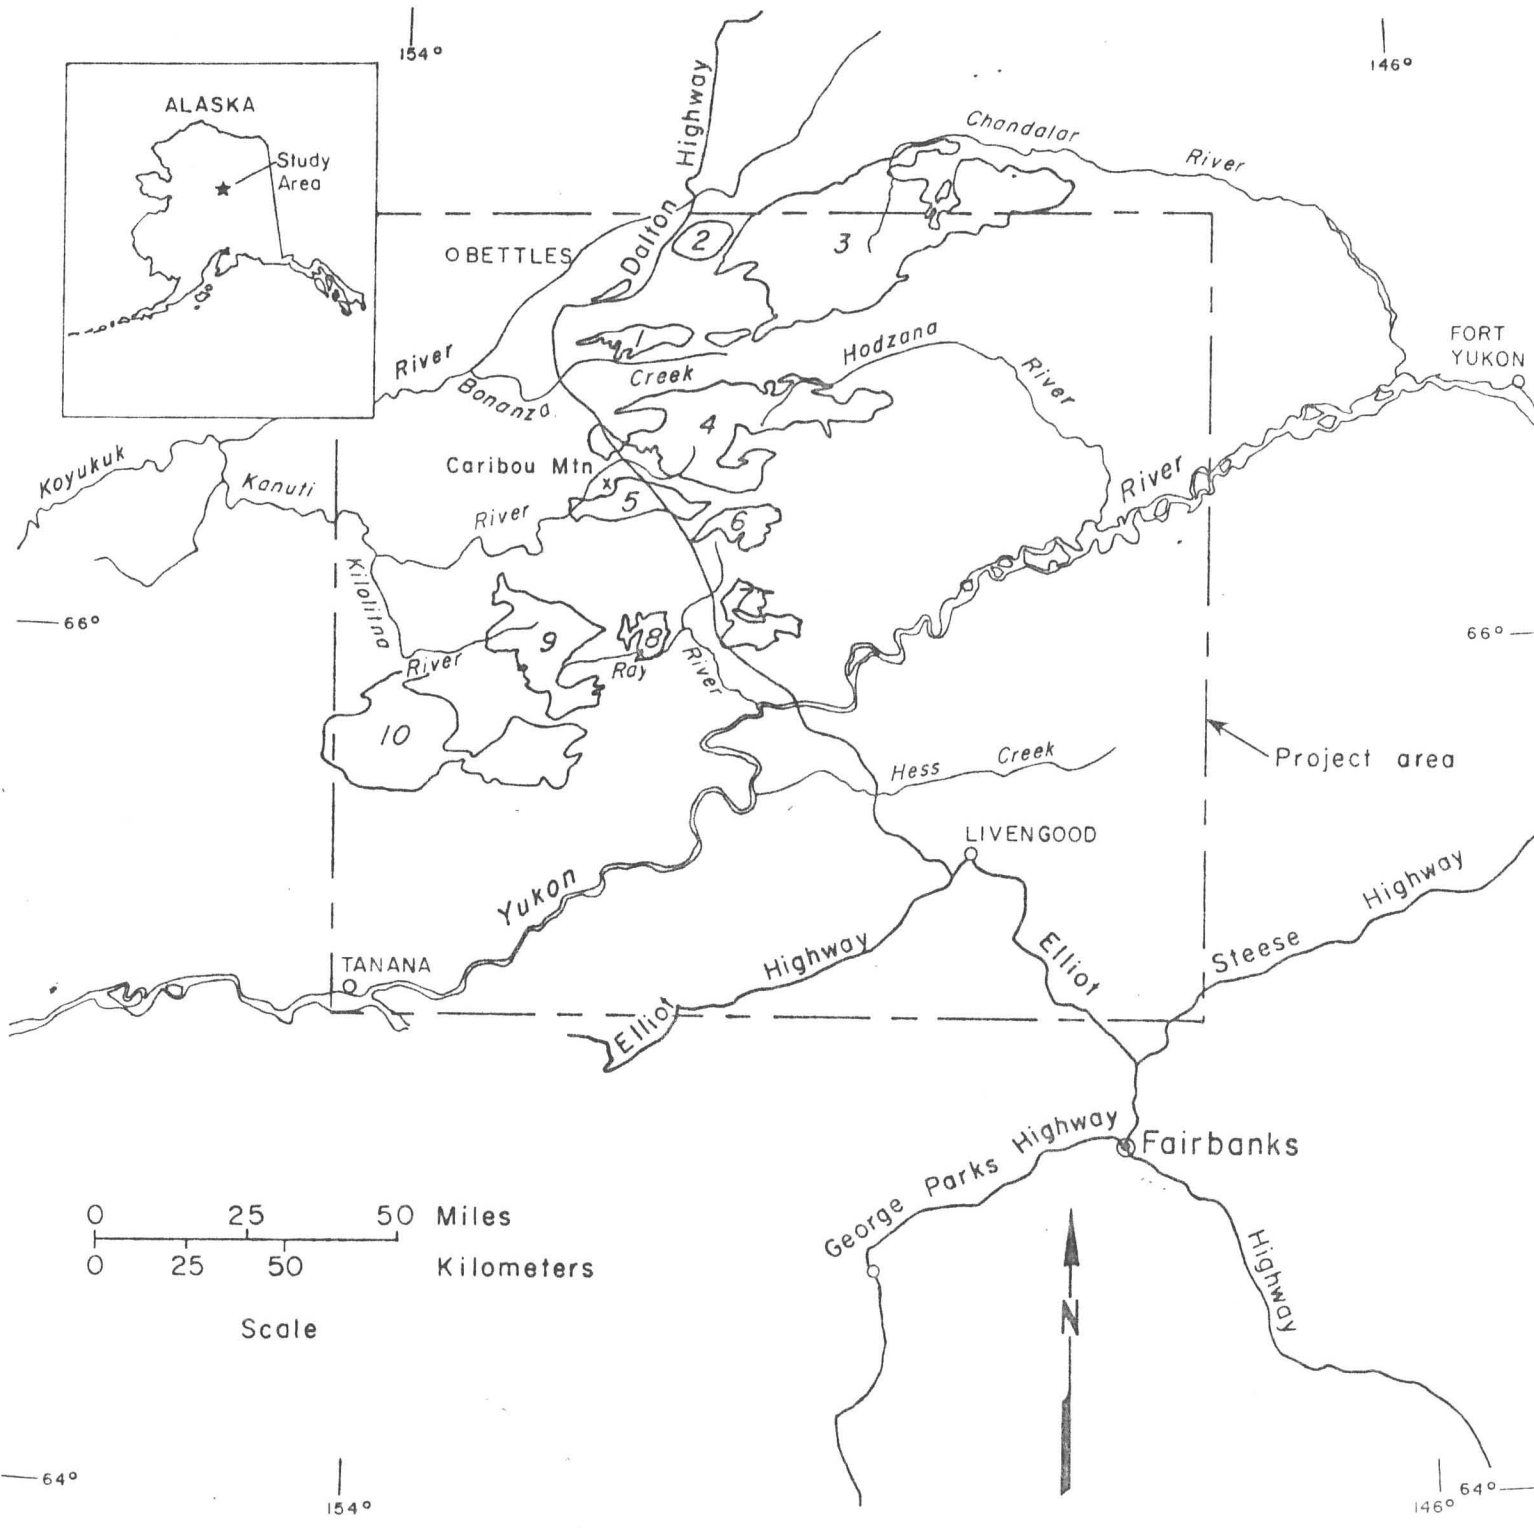 154°
146°
ALASKA
Study
Area
Highway
Dalton
Chandalar
River
OBETTLES
2
3
1
River
Bonanza
Creek
Hodzana
River
FORT
YUKON
4
Koyukuk
Kanuti
Caribou Mtn
x
5
River
6
River
Kilolitna
66°
66°
9
8
7
River
Ray
River
10
Hess Creek
Project area
LIVENGOOD
Yukon
Highway
Elliot
Elliot
Steese
Highway
TANANA
George Parks Highway
Fairbanks
Highway
0 25 50 Miles
0 25 50 Kilometers
Scale
N
64°
154°
146°
64°